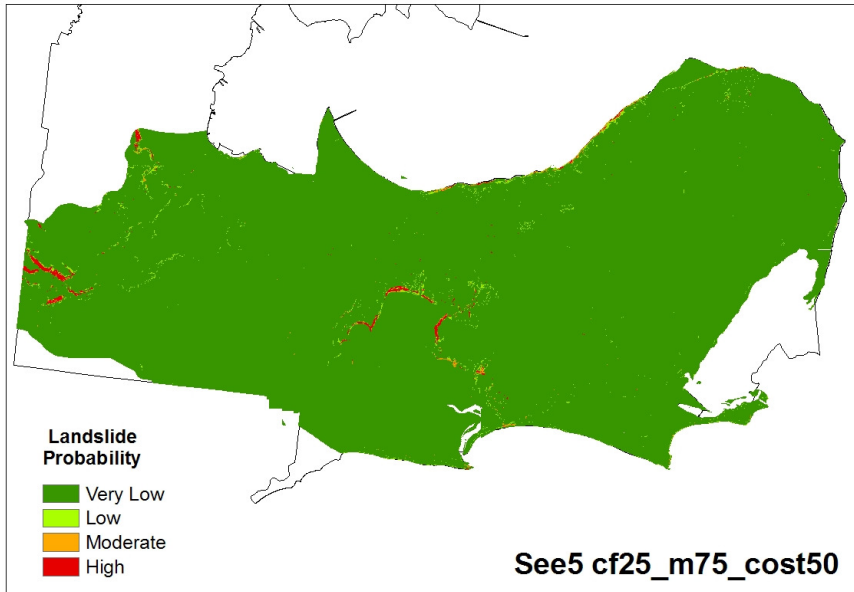 Landslide
Probability
Very Low
Low
Moderate
High
See5 cf25_m75_cost50